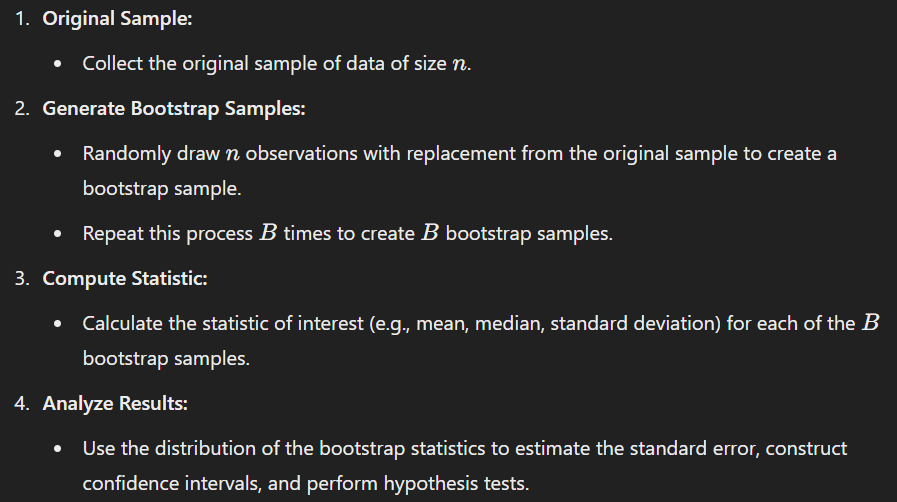 1. Original Sample:
• Collect the original sample of data of size n.
2. Generate Bootstrap Samples:
• Randomly draw n observations with replacement from the original sample to create a
bootstrap sample.
• Repeat this process B times to create B bootstrap samples.
3. Compute Statistic:
• Calculate the statistic of interest (e.g., mean, median, standard deviation) for each of the B
bootstrap samples.
4. Analyze Results:
• Use the distribution of the bootstrap statistics to estimate the standard error, construct
confidence intervals, and perform hypothesis tests.